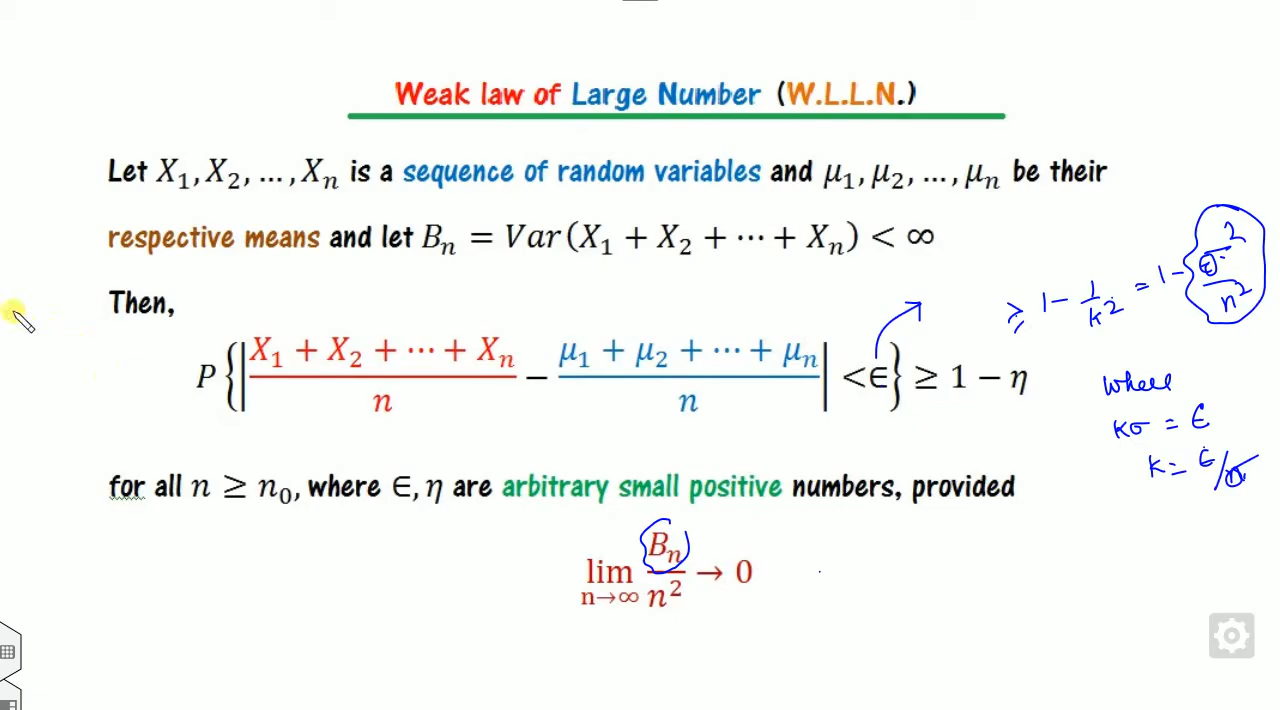 Weak law of Large Number (W.L.L.N.)
Let X₁, X₂, … , Xₙ is a sequence of random variables and μ₁, μ₂, … , μₙ be their
respective means and let Bₙ = Var(X₁ + X₂ + ⋯ + Xₙ) < ∞
Then,
P{|(X₁ + X₂ + ⋯ + Xₙ)/n − (μ₁ + μ₂ + ⋯ + μₙ)/n| < ∈} ≥ 1 − η
≥ 1 − 1/k² = 1 − σ²/n²
where
kσ = ϵ
k = ϵ/σ
for all n ≥ n₀, where ∈, η are arbitrary small positive numbers, provided
lim n→∞ Bₙ/n² → 0